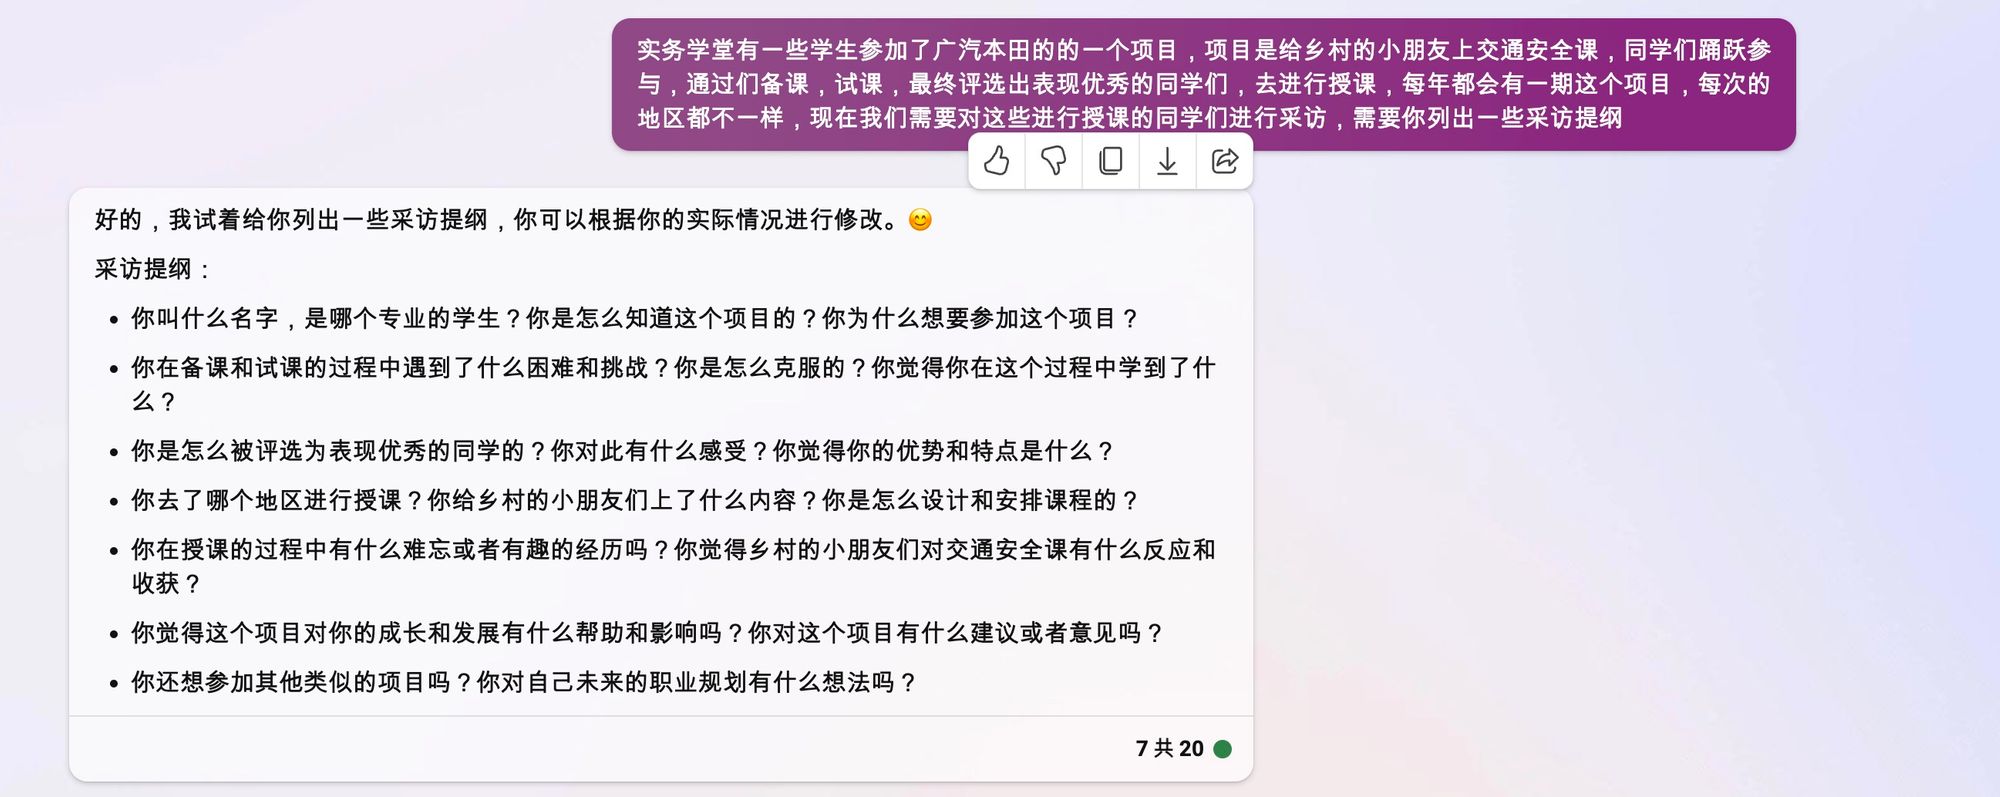 实务学堂有一些学生参加了广汽本田的的一个项目，项目是给乡村的小朋友上交通安全课，同学们踊跃参
与，通过们备课，试课，最终评选出表现优秀的同学们，去进行授课，每年都会有一期这个项目，每次的
地区都不一样，现在我们需要对这些进行授课的同学们进行采访，需要你列出一些采访提纲
好的，我试着给你列出一些采访提纲，你可以根据你的实际情况进行修改。😊
采访提纲：
• 你叫什么名字，是哪个专业的学生？你是怎么知道这个项目的？你为什么想要参加这个项目？
• 你在备课和试课的过程中遇到了什么困难和挑战？你是怎么克服的？你觉得你在这个过程中学到了什
么？
• 你是怎么被评选为表现优秀的同学的？你对此有什么感受？你觉得你的优势和特点是什么？
• 你去了哪个地区进行授课？你给乡村的小朋友们上了什么内容？你是怎么设计和安排课程的？
• 你在授课的过程中有什么难忘或者有趣的经历吗？你觉得乡村的小朋友们对交通安全课有什么反应和
收获？
• 你觉得这个项目对你的成长和发展有什么帮助和影响吗？你对这个项目有什么建议或者意见吗？
• 你还想参加其他类似的项目吗？你对自己未来的职业规划有什么想法吗？
7 共 20